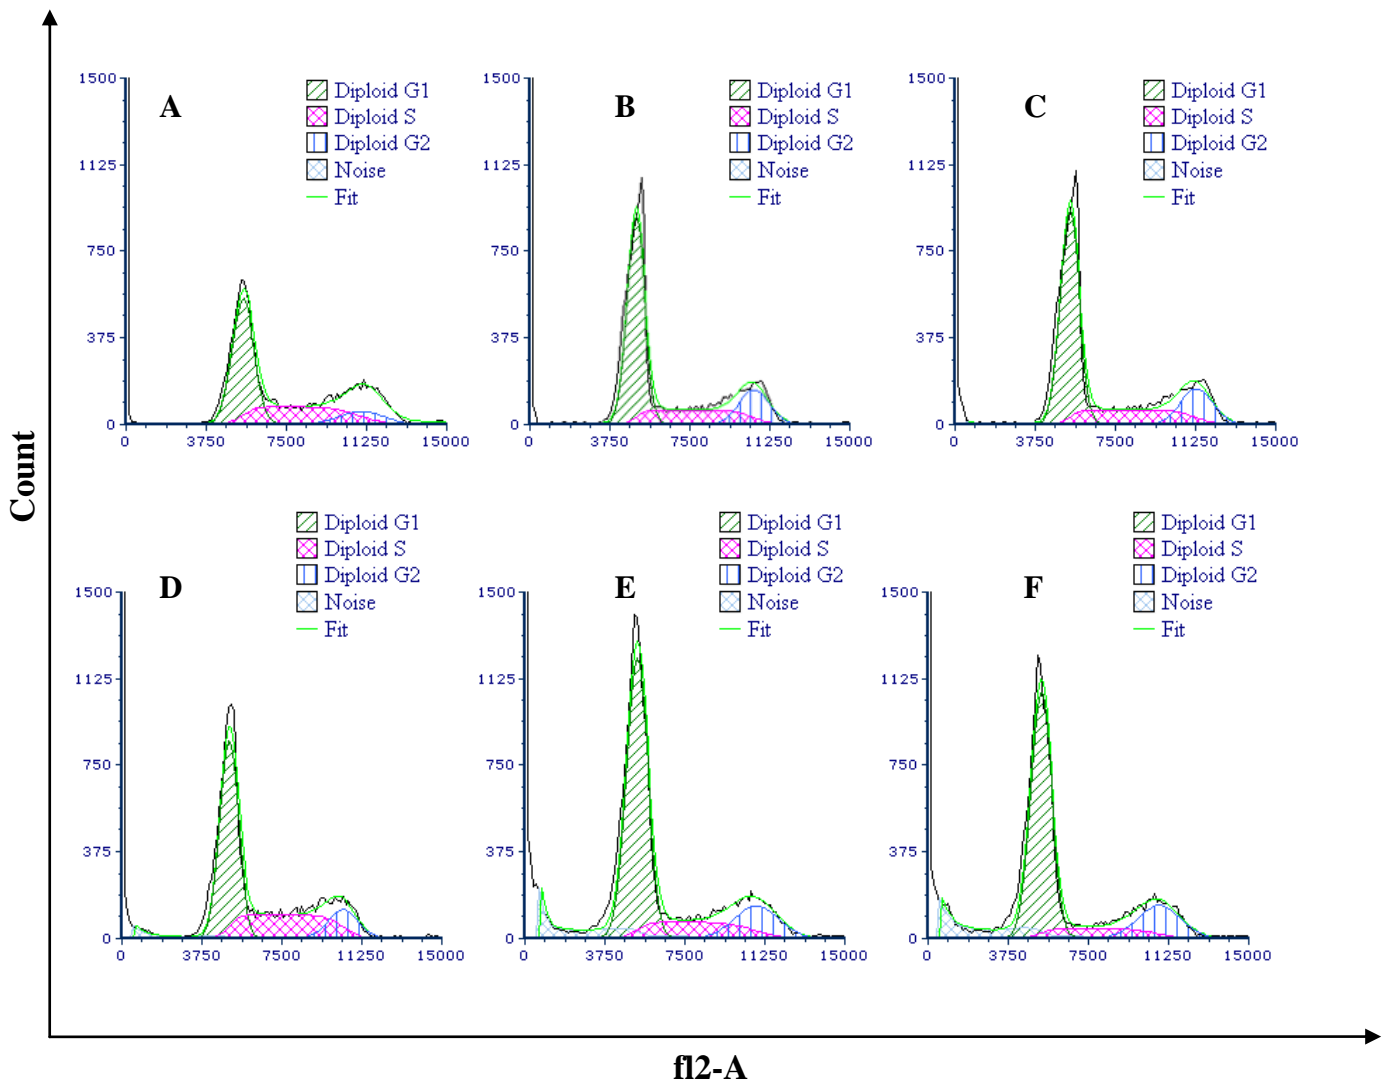 A
1500
1125
750
375
0
0 3750 7500 11250 15000
Diploid G1
Diploid S
Diploid G2
Noise
Fit
B
1500
1125
750
375
0
0 3750 7500 11250 15000
Diploid G1
Diploid S
Diploid G2
Noise
Fit
C
1500
1125
750
375
0
0 3750 7500 11250 15000
Diploid G1
Diploid S
Diploid G2
Noise
Fit
Count
D
1500
1125
750
375
0
0 3750 7500 11250 15000
Diploid G1
Diploid S
Diploid G2
Noise
Fit
E
1500
1125
750
375
0
0 3750 7500 11250 15000
Diploid G1
Diploid S
Diploid G2
Noise
Fit
F
1500
1125
750
375
0
0 3750 7500 11250 15000
Diploid G1
Diploid S
Diploid G2
Noise
Fit
fl2-A